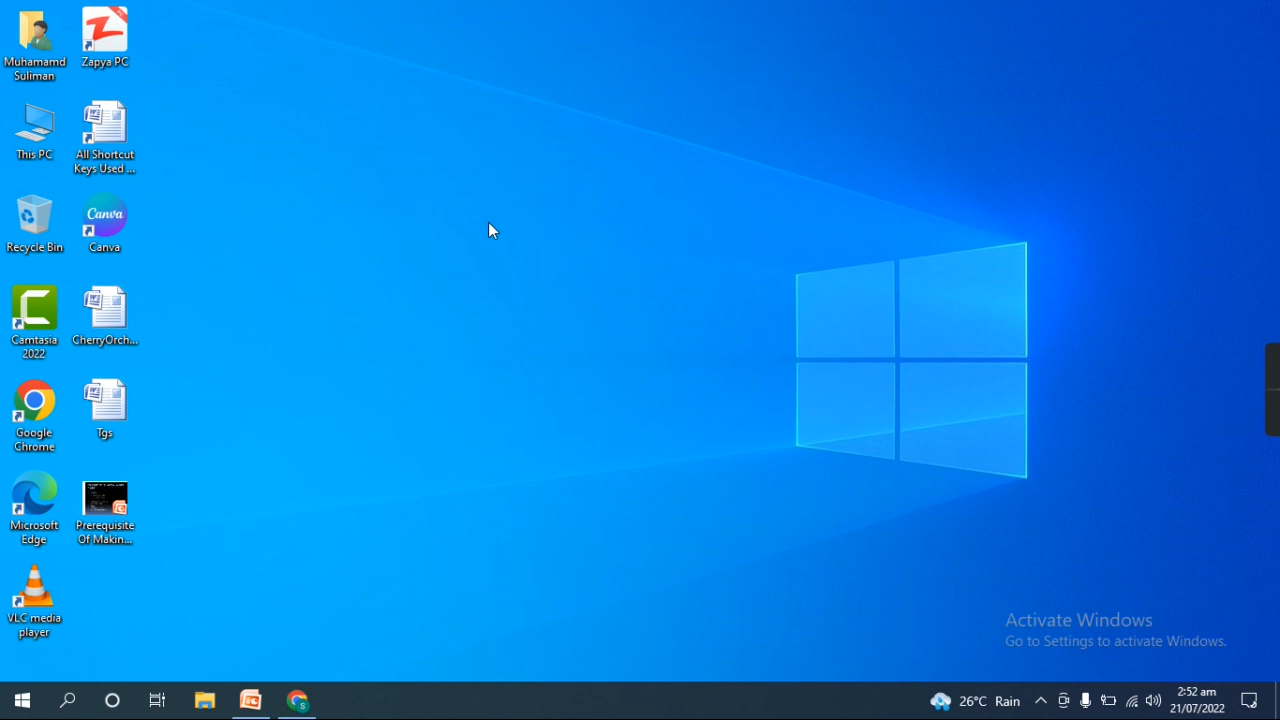 Muhamamd
Suliman
Zapya PC
This PC
All Shortcut
Keys Used ...
Recycle Bin
Canva
Canva
Camtasia
2022
CherryOrch...
Google
Chrome
Tgs
Microsoft
Edge
Prerequisite
Of Makin...
VLC media
player
Activate Windows
Go to Settings to activate Windows.
26°C Rain
2:52 am
21/07/2022